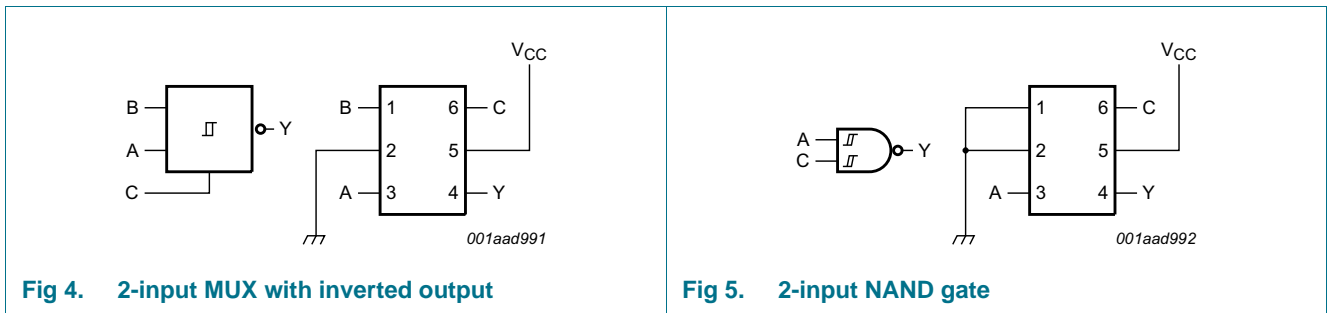 VCC
B
A
C
Y
B 1 6 C
2 5
A 3 4 Y
001aad991
Fig 4. 2-input MUX with inverted output
VCC
A
C
Y
1 6 C
2 5
A 3 4 Y
001aad992
Fig 5. 2-input NAND gate